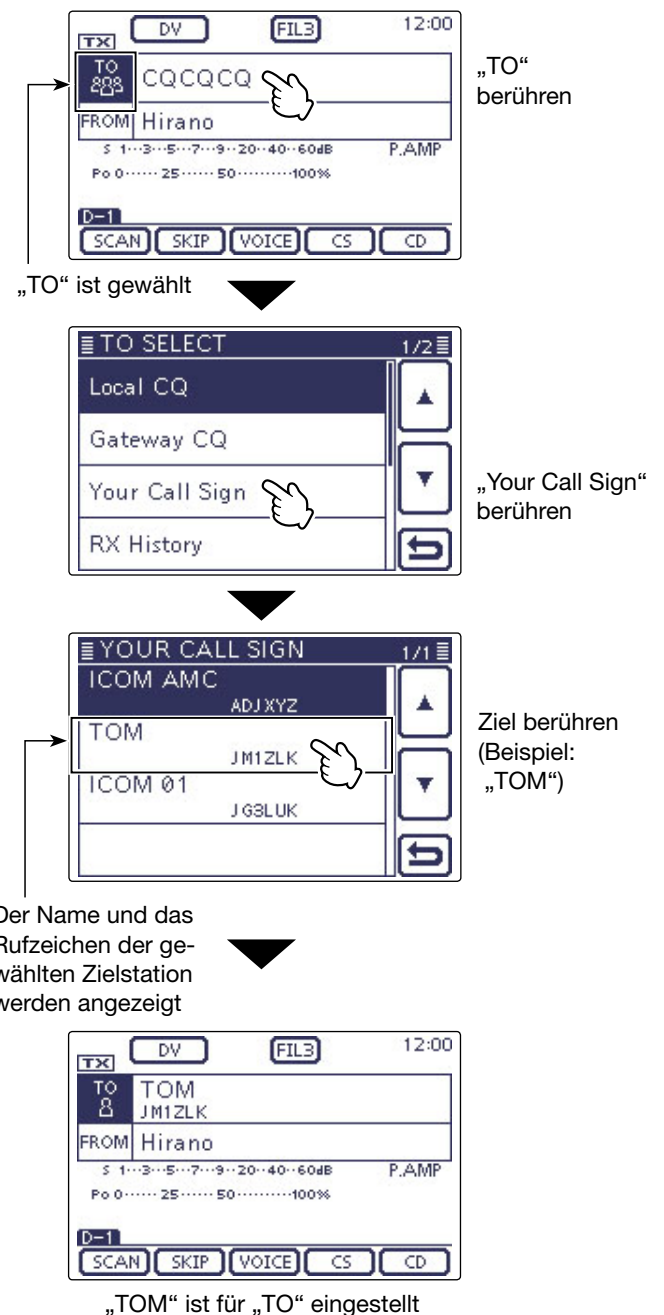 DV FIL3 12:00
TX
TO CQCQCQ
„TO“
berühren
FROM Hirano
S 1···3···5···7···9··20··40··60dB P.AMP
Po 0······25······50·········100%
D-1
SCAN SKIP VOICE CS CD
„TO“ ist gewählt
TO SELECT 1/2
Local CQ
Gateway CQ
Your Call Sign
RX History
„Your Call Sign“
berühren
YOUR CALL SIGN 1/1
ICOM AMC
ADJXYZ
TOM
JM1ZLK
ICOM 01
JG3LUK
Ziel berühren
(Beispiel:
„TOM“)
Der Name und das
Rufzeichen der ge-
wählten Zielstation
werden angezeigt
DV FIL3 12:00
TX
TO TOM
JM1ZLK
FROM Hirano
S 1···3···5···7···9··20··40··60dB P.AMP
Po 0······25······50·········100%
D-1
SCAN SKIP VOICE CS CD
„TOM“ ist für „TO“ eingestellt